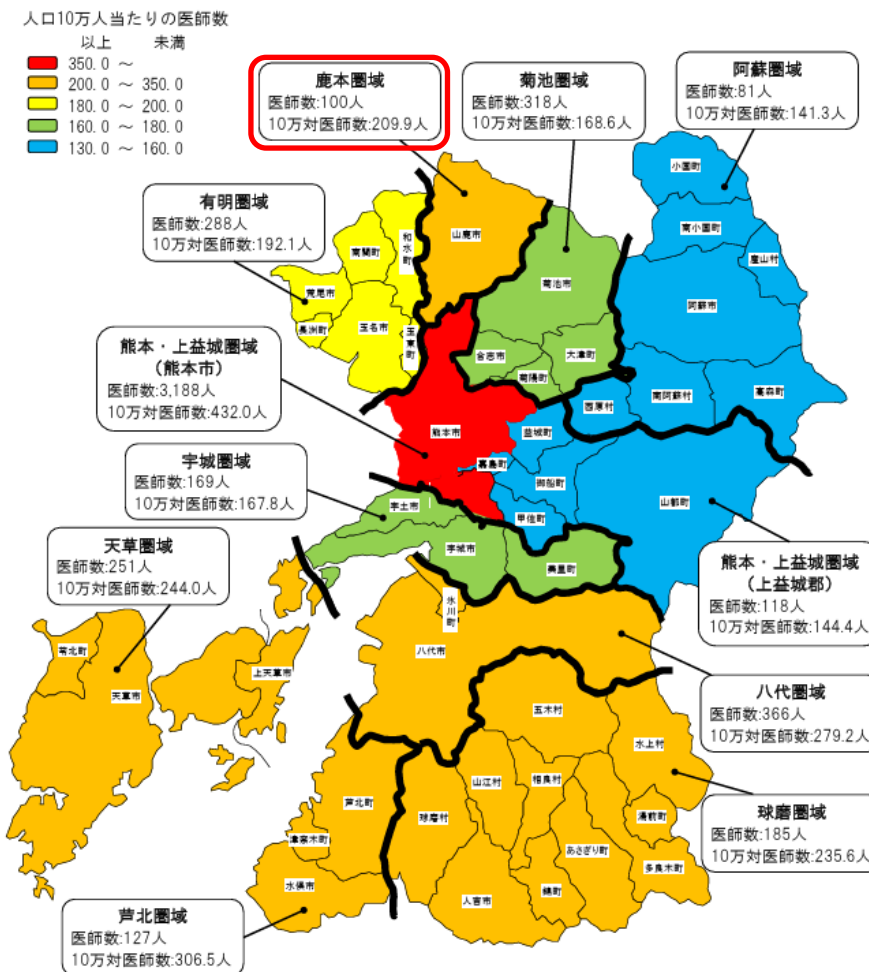 人口10万人当たりの医師数
以上 未満
350.0 ～
200.0 ～ 350.0
180.0 ～ 200.0
160.0 ～ 180.0
130.0 ～ 160.0
鹿本圏域
医師数:100人
10万対医師数:209.9人
菊池圏域
医師数:318人
10万対医師数:168.6人
阿蘇圏域
医師数:81人
10万対医師数:141.3人
有明圏域
医師数:288人
10万対医師数:192.1人
熊本・上益城圏域
（熊本市）
医師数:3,188人
10万対医師数:432.0人
宇城圏域
医師数:169人
10万対医師数:167.8人
天草圏域
医師数:251人
10万対医師数:244.0人
熊本・上益城圏域
（上益城郡）
医師数:118人
10万対医師数:144.4人
八代圏域
医師数:366人
10万対医師数:279.2人
球磨圏域
医師数:185人
10万対医師数:235.6人
芦北圏域
医師数:127人
10万対医師数:306.5人
小国町
南小国町
産山村
阿蘇市
山鹿市
和水町
南関町
荒尾市
長洲町
玉名市
玉東町
菊池市
合志市
大津町
菊陽町
西原村
南阿蘇村
高森町
熊本市
益城町
嘉島町
御船町
甲佐町
山都町
宇土市
宇城市
美里町
氷川町
八代市
苓北町
天草市
上天草市
五木村
水上村
山江村
相良村
球磨村
芦北町
津奈木町
水俣市
湯前町
あさぎり町
多良木町
錦町
人吉市